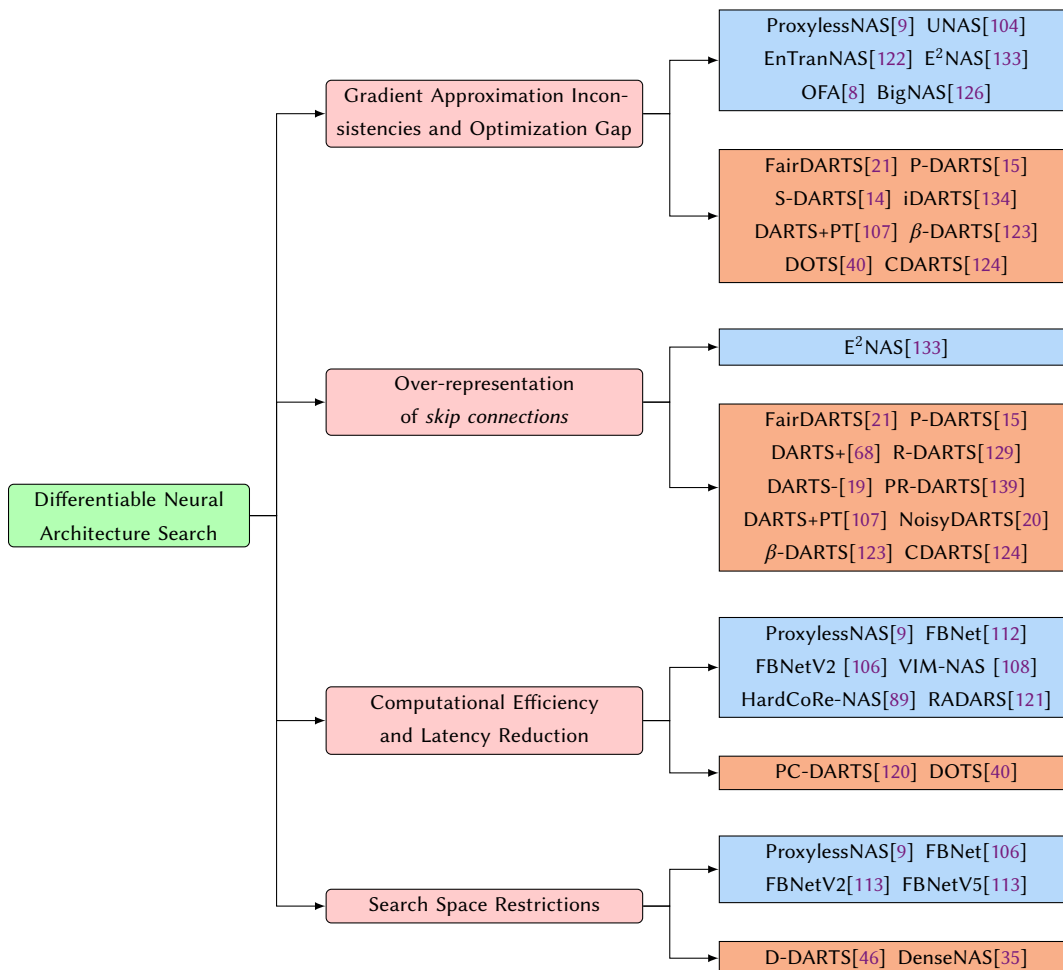 Differentiable Neural
Architecture Search
Gradient Approximation Incon-
sistencies and Optimization Gap
ProxylessNAS[9] UNAS[104]
EnTranNAS[122] E²NAS[133]
OFA[8] BigNAS[126]
FairDARTS[21] P-DARTS[15]
S-DARTS[14] iDARTS[134]
DARTS+PT[107] β-DARTS[123]
DOTS[40] CDARTS[124]
Over-representation
of skip connections
E²NAS[133]
FairDARTS[21] P-DARTS[15]
DARTS+[68] R-DARTS[129]
DARTS-[19] PR-DARTS[139]
DARTS+PT[107] NoisyDARTS[20]
β-DARTS[123] CDARTS[124]
Computational Efficiency
and Latency Reduction
ProxylessNAS[9] FBNet[112]
FBNetV2 [106] VIM-NAS [108]
HardCoRe-NAS[89] RADARS[121]
PC-DARTS[120] DOTS[40]
Search Space Restrictions
ProxylessNAS[9] FBNet[106]
FBNetV2[113] FBNetV5[113]
D-DARTS[46] DenseNAS[35]